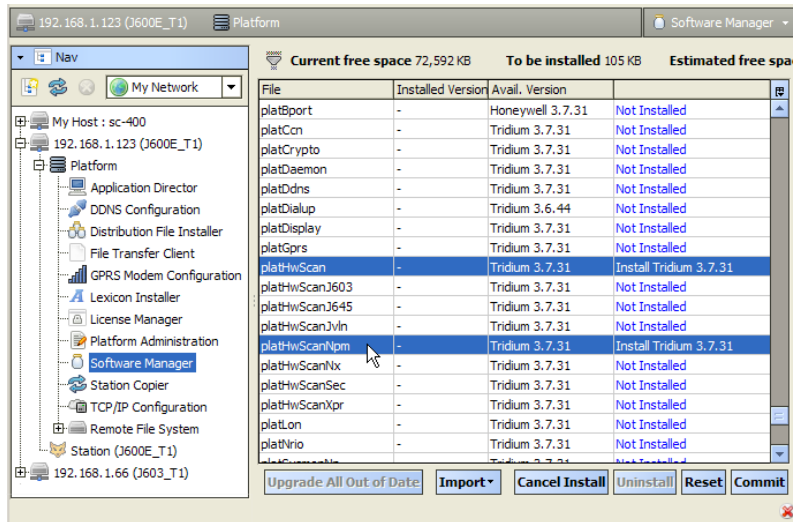 192.168.1.123 (J600E_T1) Platform Software Manager
Nav
My Network
My Host : sc-400
192.168.1.123 (J600E_T1)
Platform
Application Director
DDNS Configuration
Distribution File Installer
File Transfer Client
GPRS Modem Configuration
Lexicon Installer
License Manager
Platform Administration
Software Manager
Station Copier
TCP/IP Configuration
Remote File System
Station (J600E_T1)
192.168.1.66 (J603_T1)
Current free space 72,592 KB To be installed 105 KB Estimated free spa
File Installed Version Avail. Version
platBport - Honeywell 3.7.31 Not Installed
platCcn - Tridium 3.7.31 Not Installed
platCrypto - Tridium 3.7.31 Not Installed
platDaemon - Tridium 3.7.31 Not Installed
platDdns - Tridium 3.7.31 Not Installed
platDialup - Tridium 3.6.44 Not Installed
platDisplay - Tridium 3.7.31 Not Installed
platGprs - Tridium 3.7.31 Not Installed
platHwScan - Tridium 3.7.31 Install Tridium 3.7.31
platHwScanJ603 - Tridium 3.7.31 Not Installed
platHwScanJ645 - Tridium 3.7.31 Not Installed
platHwScanJvln - Tridium 3.7.31 Not Installed
platHwScanNpm - Tridium 3.7.31 Install Tridium 3.7.31
platHwScanNx - Tridium 3.7.31 Not Installed
platHwScanSec - Tridium 3.7.31 Not Installed
platHwScanXpr - Tridium 3.7.31 Not Installed
platLon - Tridium 3.7.31 Not Installed
platNrio - Tridium 3.7.31 Not Installed
Upgrade All Out of Date Import Cancel Install Uninstall Reset Commit